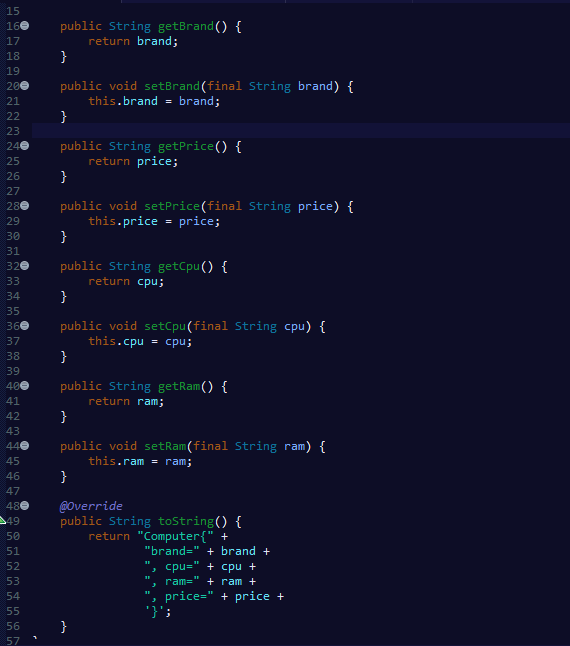 15
16 public String getBrand() {
17 return brand;
18 }
19
20 public void setBrand(final String brand) {
21 this.brand = brand;
22 }
23
24 public String getPrice() {
25 return price;
26 }
27
28 public void setPrice(final String price) {
29 this.price = price;
30 }
31
32 public String getCpu() {
33 return cpu;
34 }
35
36 public void setCpu(final String cpu) {
37 this.cpu = cpu;
38 }
39
40 public String getRam() {
41 return ram;
42 }
43
44 public void setRam(final String ram) {
45 this.ram = ram;
46 }
47
48 @Override
49 public String toString() {
50 return "Computer{" +
51 "brand=" + brand +
52 ", cpu=" + cpu +
53 ", ram=" + ram +
54 ", price=" + price +
55 '}';
56 }
57